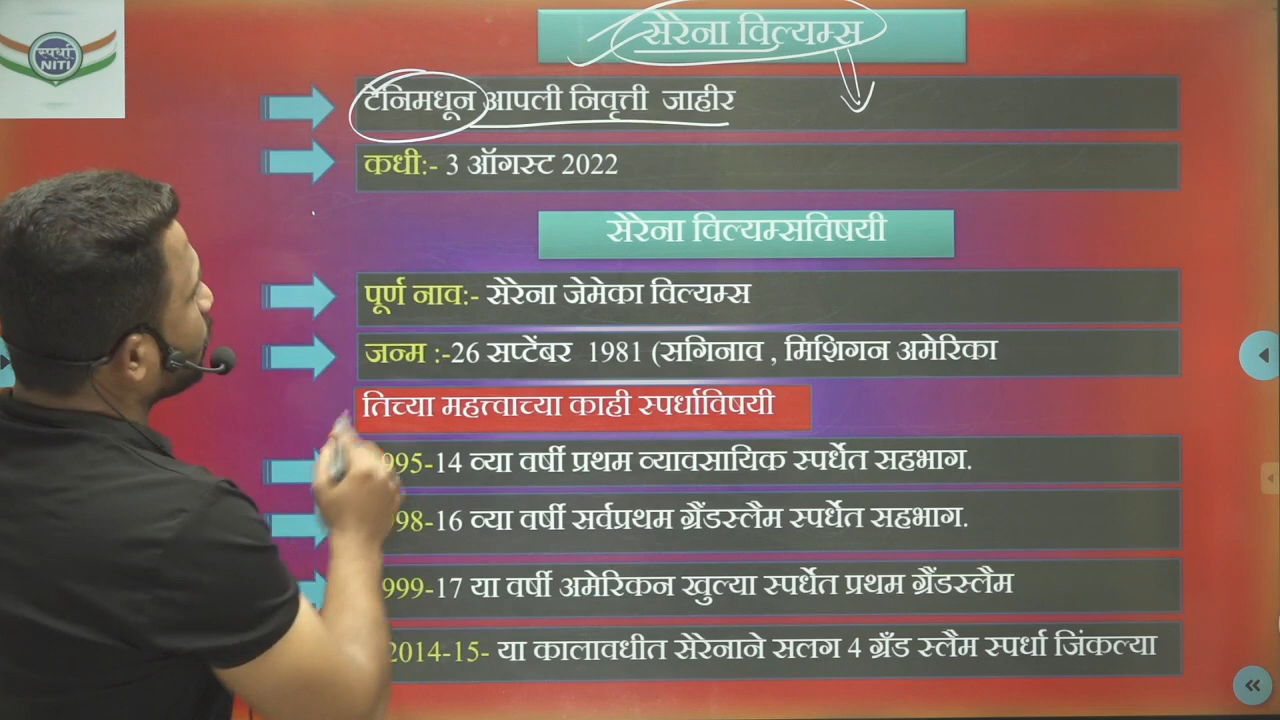 स्पर्धा
NITI
सेरेना विल्यम्स
टेनिमधून आपली निवृत्ती जाहीर
कधी:- 3 ऑगस्ट 2022
सेरेना विल्यम्सविषयी
पूर्ण नाव:- सेरेना जेमेका विल्यम्स
जन्म :-26 सप्टेंबर 1981 (सगिनाव , मिशिगन अमेरिका
तिच्या महत्त्वाच्या काही स्पर्धाविषयी
995-14 व्या वर्षी प्रथम व्यावसायिक स्पर्धेत सहभाग.
98-16 व्या वर्षी सर्वप्रथम ग्रैंडस्लैम स्पर्धेत सहभाग.
999-17 या वर्षी अमेरिकन खुल्या स्पर्धेत प्रथम ग्रैंडस्लैम
2014-15- या कालावधीत सेरेनाने सलग 4 ग्रँड स्लैम स्पर्धा जिंकल्या